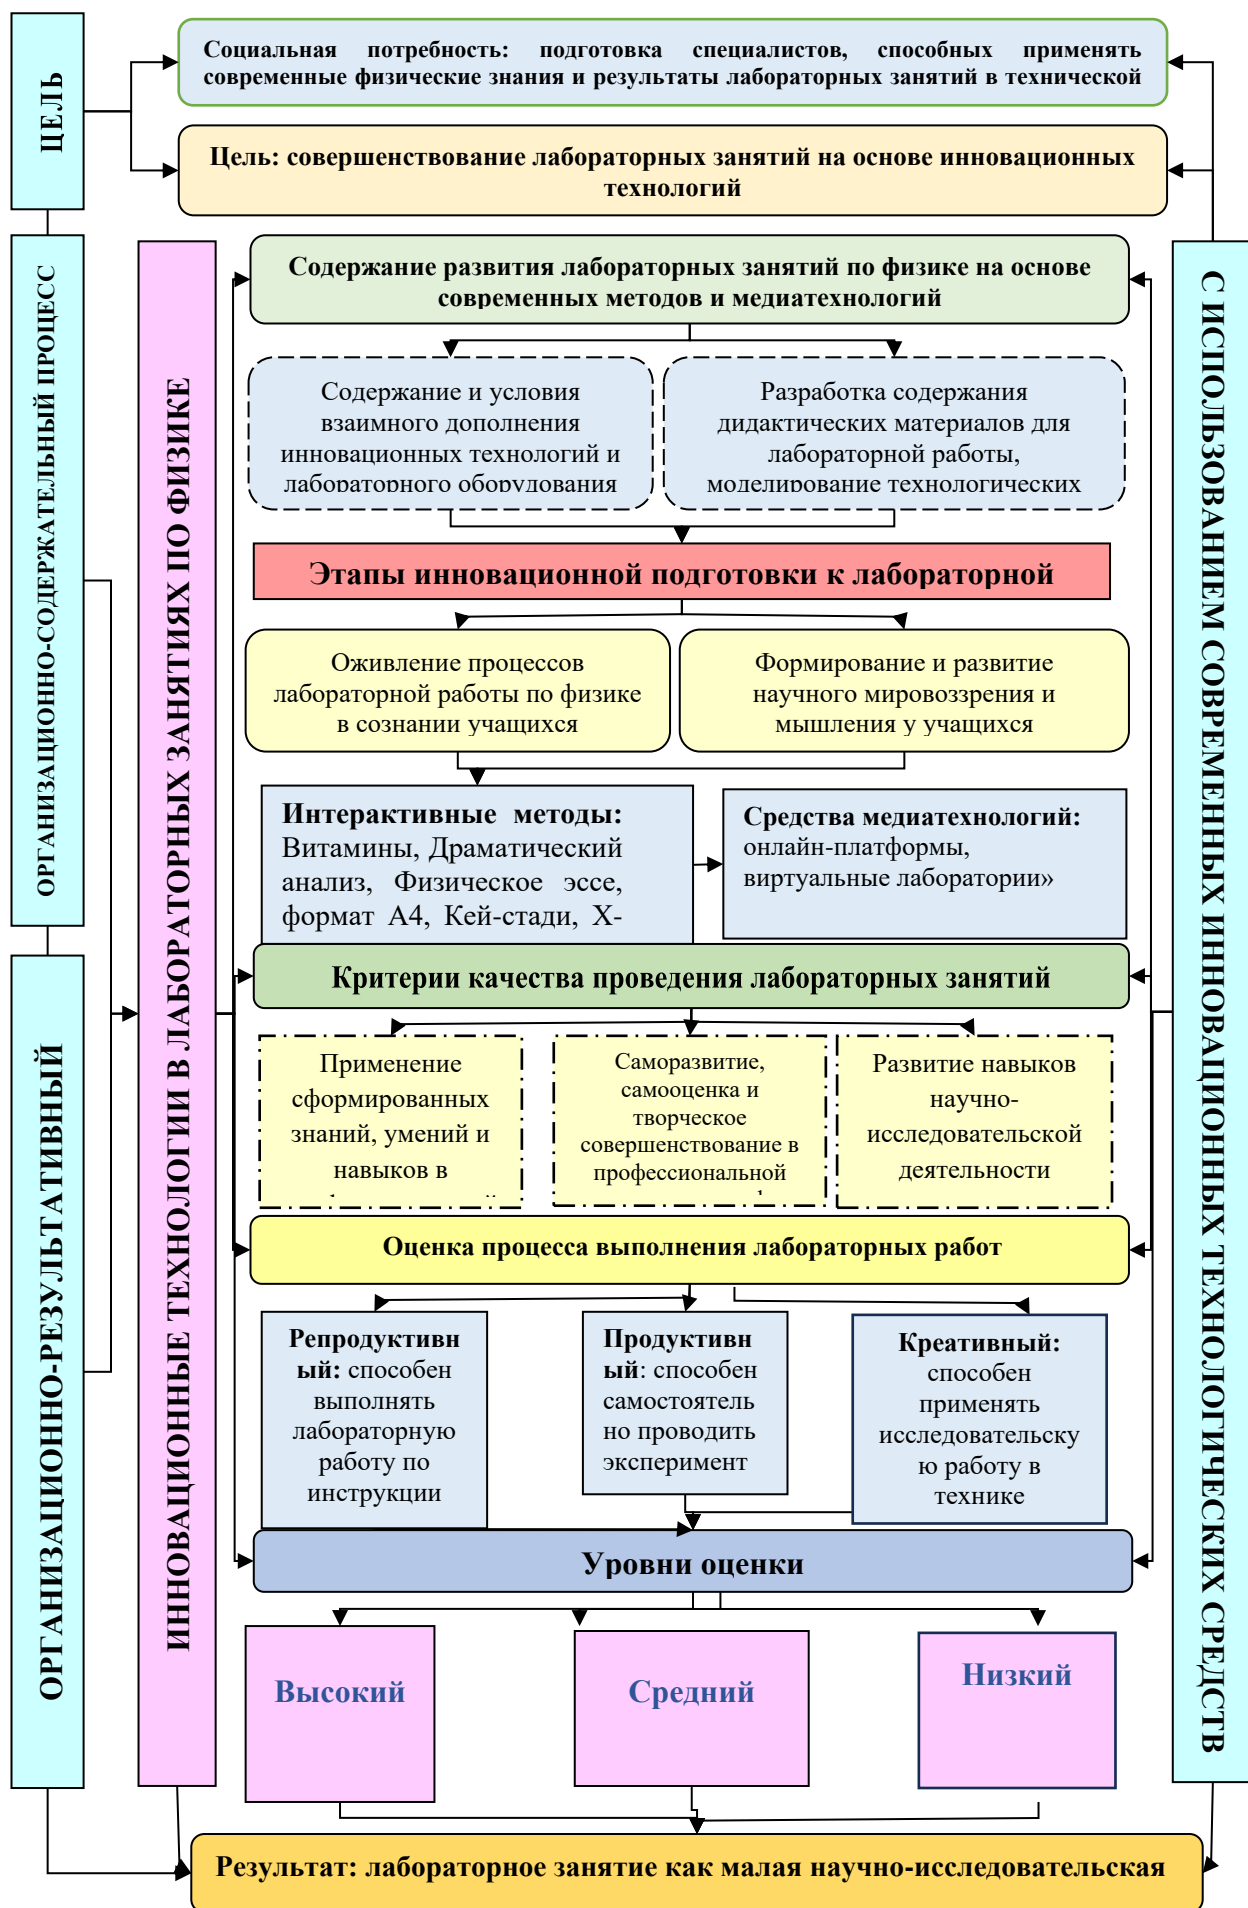 ЦЕЛЬ
Социальная потребность: подготовка специалистов, способных применять
современные физические знания и результаты лабораторных занятий в технической
Цель: совершенствование лабораторных занятий на основе инновационных
технологий
ОРГАНИЗАЦИОННО-СОДЕРЖАТЕЛЬНЫЙ ПРОЦЕСС
ОРГАНИЗАЦИОННО-РЕЗУЛЬТАТИВНЫЙ
ИННОВАЦИОННЫЕ ТЕХНОЛОГИИ В ЛАБОРАТОРНЫХ ЗАНЯТИЯХ ПО ФИЗИКЕ
С ИСПОЛЬЗОВАНИЕМ СОВРЕМЕННЫХ ИННОВАЦИОННЫХ ТЕХНОЛОГИЧЕСКИХ СРЕДСТВ
Содержание развития лабораторных занятий по физике на основе
современных методов и медиатехнологий
Содержание и условия
взаимного дополнения
инновационных технологий и
лабораторного оборудования
Разработка содержания
дидактических материалов для
лабораторной работы,
моделирование технологических
Этапы инновационной подготовки к лабораторной
Оживление процессов
лабораторной работы по физике
в сознании учащихся
Формирование и развитие
научного мировоззрения и
мышления у учащихся
Интерактивные методы:
Витамины, Драматический
анализ, Физическое эссе,
формат А4, Кей-стади, Х-
Средства медиатехнологий:
онлайн-платформы,
виртуальные лаборатории»
Критерии качества проведения лабораторных занятий
Применение
сформированных
знаний, умений и
навыков в
Саморазвитие,
самооценка и
творческое
совершенствование в
профессиональной
Развитие навыков
научно-
исследовательской
деятельности
Оценка процесса выполнения лабораторных работ
Репродуктивн
ый: способен
выполнять
лабораторную
работу по
инструкции
Продуктивн
ый: способен
самостоятель
но проводить
эксперимент
Креативный:
способен
применять
исследовательску
ю работу в
технике
Уровни оценки
Высокий
Средний
Низкий
Результат: лабораторное занятие как малая научно-исследовательская